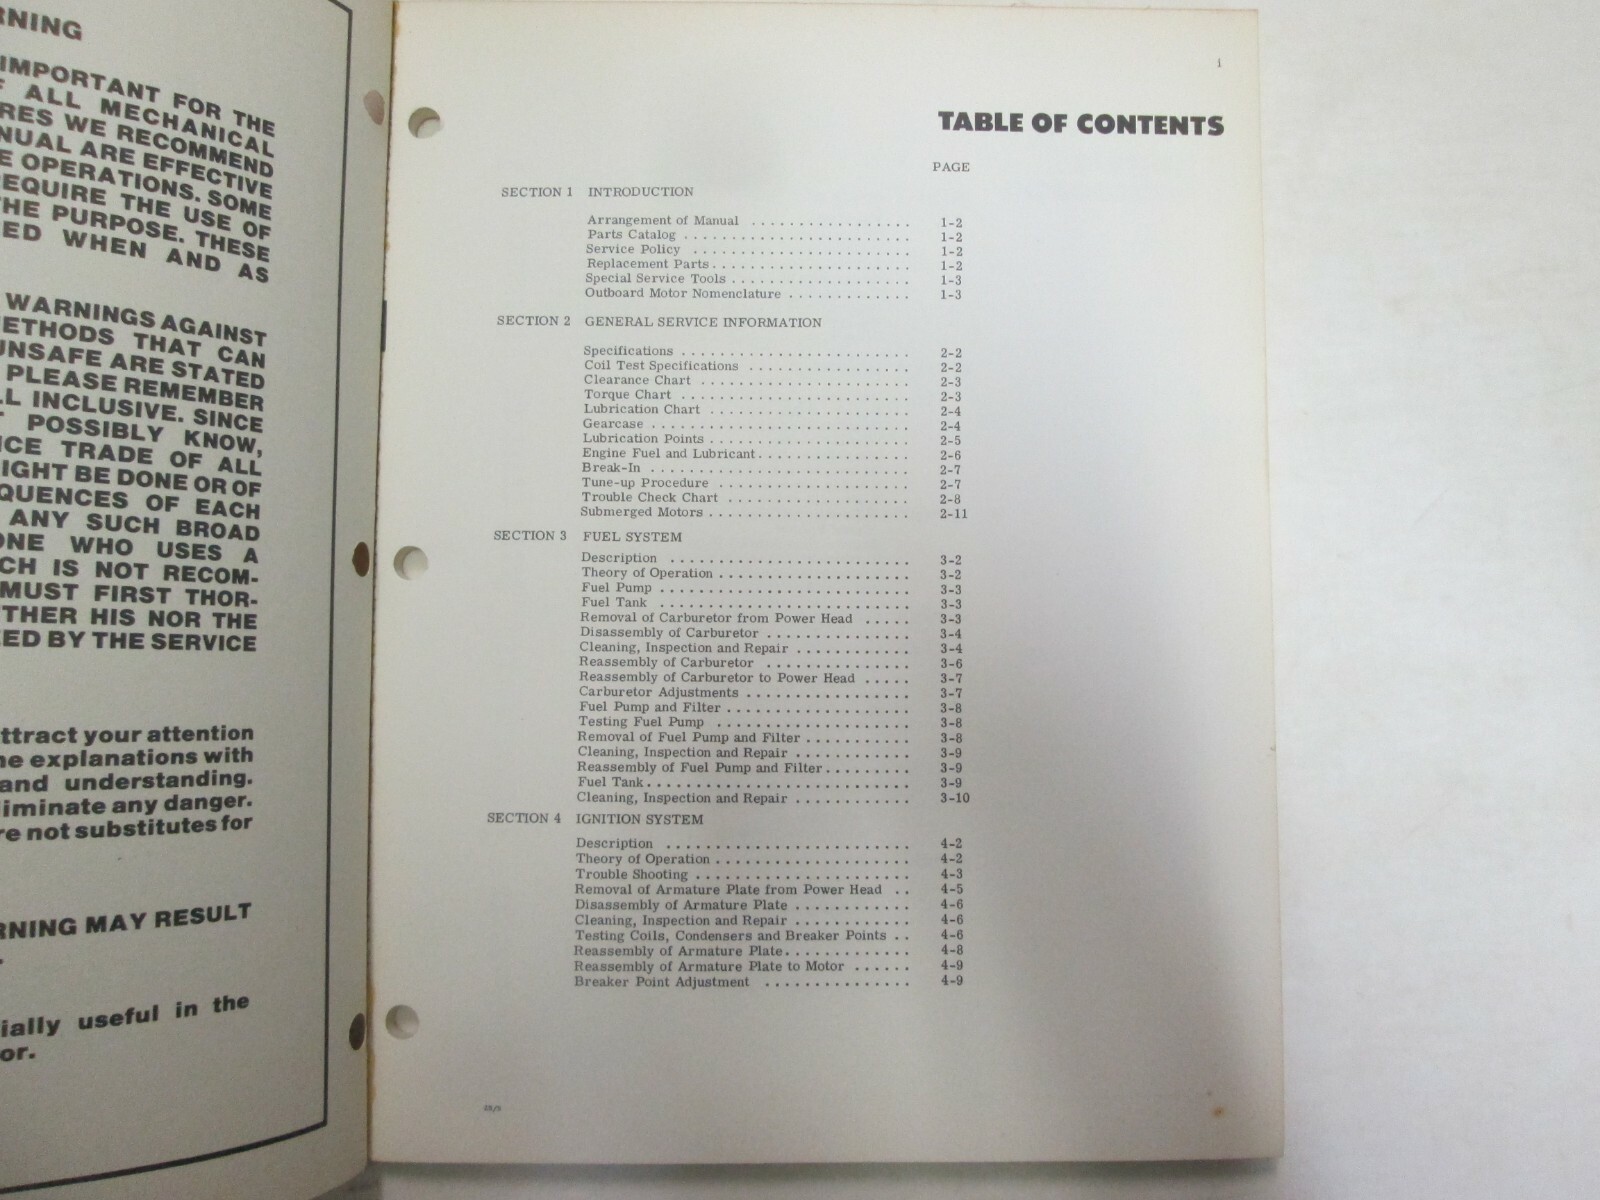 RNING
IMPORTANT FOR THE
F ALL MECHANICAL
RES WE RECOMMEND
NUAL ARE EFFECTIVE
E OPERATIONS. SOME
EQUIRE THE USE OF
THE PURPOSE. THESE
ED WHEN AND AS
WARNINGS AGAINST
METHODS THAT CAN
UNSAFE ARE STATED
PLEASE REMEMBER
LL INCLUSIVE. SINCE
T POSSIBLY KNOW,
ICE TRADE OF ALL
IGHT BE DONE OR OF
QUENCES OF EACH
ANY SUCH BROAD
ONE WHO USES A
CH IS NOT RECOM-
MUST FIRST THOR-
THER HIS NOR THE
ZED BY THE SERVICE
ttract your attention
he explanations with
and understanding.
liminate any danger.
re not substitutes for
RNING MAY RESULT
.
ially useful in the
or.
i
TABLE OF CONTENTS
PAGE
SECTION 1 INTRODUCTION
Arrangement of Manual . . . . . . . . . . . . . . . . . 1-2
Parts Catalog . . . . . . . . . . . . . . . . . . . . . . . . 1-2
Service Policy . . . . . . . . . . . . . . . . . . . . . . . 1-2
Replacement Parts . . . . . . . . . . . . . . . . . . . . . 1-2
Special Service Tools . . . . . . . . . . . . . . . . . . . 1-3
Outboard Motor Nomenclature . . . . . . . . . . . . . 1-3
SECTION 2 GENERAL SERVICE INFORMATION
Specifications . . . . . . . . . . . . . . . . . . . . . . . . 2-2
Coil Test Specifications . . . . . . . . . . . . . . . . . 2-2
Clearance Chart . . . . . . . . . . . . . . . . . . . . . . 2-3
Torque Chart . . . . . . . . . . . . . . . . . . . . . . . . 2-3
Lubrication Chart . . . . . . . . . . . . . . . . . . . . . 2-4
Gearcase . . . . . . . . . . . . . . . . . . . . . . . . . . . 2-4
Lubrication Points . . . . . . . . . . . . . . . . . . . . . 2-5
Engine Fuel and Lubricant . . . . . . . . . . . . . . . . 2-6
Break-In . . . . . . . . . . . . . . . . . . . . . . . . . . . 2-7
Tune-up Procedure . . . . . . . . . . . . . . . . . . . . 2-7
Trouble Check Chart . . . . . . . . . . . . . . . . . . . 2-8
Submerged Motors . . . . . . . . . . . . . . . . . . . . . 2-11
SECTION 3 FUEL SYSTEM
Description . . . . . . . . . . . . . . . . . . . . . . . . . 3-2
Theory of Operation . . . . . . . . . . . . . . . . . . . . 3-2
Fuel Pump . . . . . . . . . . . . . . . . . . . . . . . . . . 3-3
Fuel Tank . . . . . . . . . . . . . . . . . . . . . . . . . . 3-3
Removal of Carburetor from Power Head . . . . . 3-3
Disassembly of Carburetor . . . . . . . . . . . . . . . 3-4
Cleaning, Inspection and Repair . . . . . . . . . . . . 3-4
Reassembly of Carburetor . . . . . . . . . . . . . . . 3-6
Reassembly of Carburetor to Power Head . . . . . 3-7
Carburetor Adjustments . . . . . . . . . . . . . . . . . 3-7
Fuel Pump and Filter . . . . . . . . . . . . . . . . . . . 3-8
Testing Fuel Pump . . . . . . . . . . . . . . . . . . . . 3-8
Removal of Fuel Pump and Filter . . . . . . . . . . . 3-8
Cleaning, Inspection and Repair . . . . . . . . . . . . 3-9
Reassembly of Fuel Pump and Filter . . . . . . . . . 3-9
Fuel Tank . . . . . . . . . . . . . . . . . . . . . . . . . . . 3-9
Cleaning, Inspection and Repair . . . . . . . . . . . . 3-10
SECTION 4 IGNITION SYSTEM
Description . . . . . . . . . . . . . . . . . . . . . . . . . 4-2
Theory of Operation . . . . . . . . . . . . . . . . . . . . 4-2
Trouble Shooting . . . . . . . . . . . . . . . . . . . . . . 4-3
Removal of Armature Plate from Power Head . . 4-5
Disassembly of Armature Plate . . . . . . . . . . . . 4-6
Cleaning, Inspection and Repair . . . . . . . . . . . . 4-6
Testing Coils, Condensers and Breaker Points . . 4-6
Reassembly of Armature Plate . . . . . . . . . . . . . 4-8
Reassembly of Armature Plate to Motor . . . . . . 4-9
Breaker Point Adjustment . . . . . . . . . . . . . . . 4-9